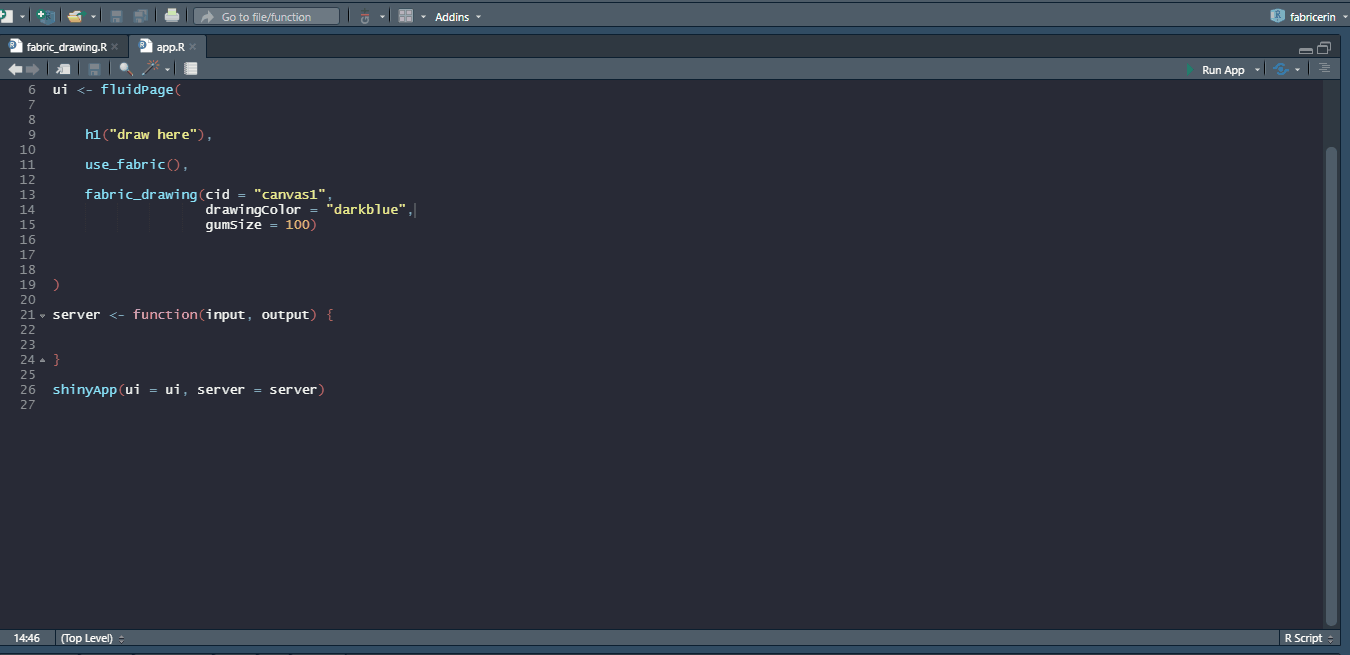 Go to file/function Addins fabricerin
fabric_drawing.R app.R
Run App
6 ui <- fluidPage(
7
8
9 h1("draw here"),
10
11 use_fabric(),
12
13 fabric_drawing(cid = "canvas1",
14 drawingColor = "darkblue",
15 gumSize = 100)
16
17
18
19 )
20
21 server <- function(input, output) {
22
23
24 }
25
26 shinyApp(ui = ui, server = server)
27
14:46 (Top Level) R Script